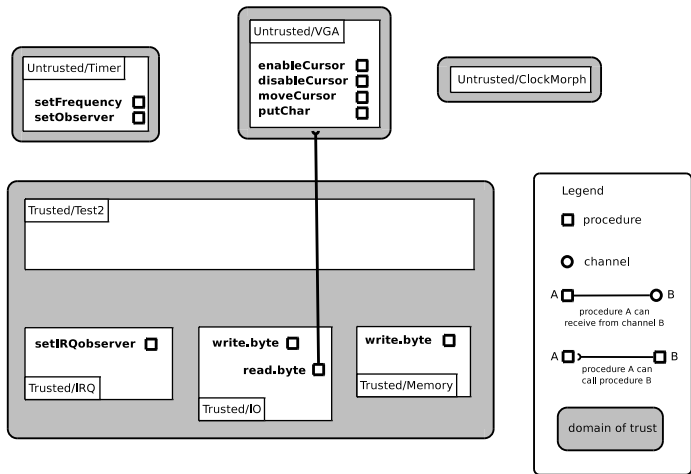 Untrusted/Timer
setFrequency
setObserver
Untrusted/VGA
enableCursor
disableCursor
moveCursor
putChar
Untrusted/ClockMorph
Trusted/Test2
setIRQobserver
Trusted/IRQ
write.byte
read.byte
Trusted/IO
write.byte
Trusted/Memory
Legend
procedure
channel
A B
procedure A can
receive from channel B
A B
procedure A can
call procedure B
domain of trust